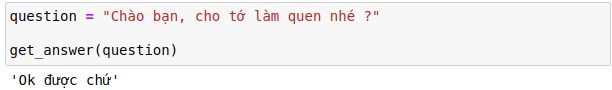 question = "Chào bạn, cho tớ làm quen nhé ?"
get_answer(question)
'Ok được chứ'